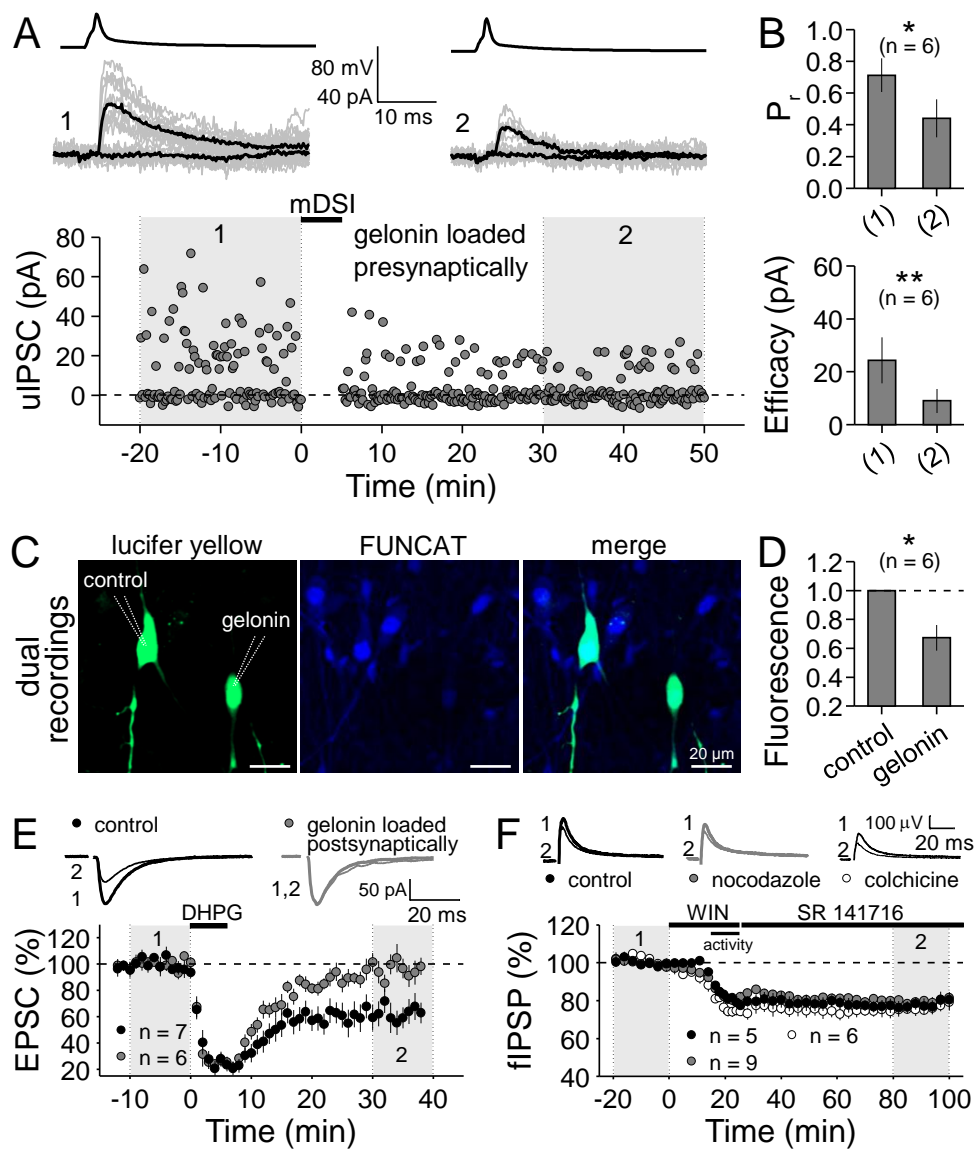 A
80 mV
40 pA
10 ms
1
2
mDSI
1
gelonin loaded
presynaptically
2
uIPSC (pA)
80
60
40
20
0
-20
-10
0
10
20
30
40
50
Time (min)
B
*
(n = 6)
Pr
1.0
0.8
0.6
0.4
0.2
0.0
(1)
(2)
**
(n = 6)
Efficacy (pA)
60
40
20
0
(1)
(2)
C
lucifer yellow
FUNCAT
merge
dual
recordings
control
gelonin
20 µm
D
*
(n = 6)
Fluorescence
1.2
1.0
0.8
0.6
0.4
0.2
control
gelonin
E
control
gelonin loaded
postsynaptically
2
1
1,2
50 pA
20 ms
DHPG
1
2
EPSC (%)
120
100
80
60
40
20
n = 7
n = 6
-10
0
10
20
30
40
Time (min)
F
1
2
1
2
1
2
100 µV
20 ms
control
nocodazole
colchicine
WIN
SR 141716
activity
1
2
fIPSP (%)
120
100
80
60
40
n = 5
n = 6
n = 9
-20
0
20
40
60
80
100
Time (min)